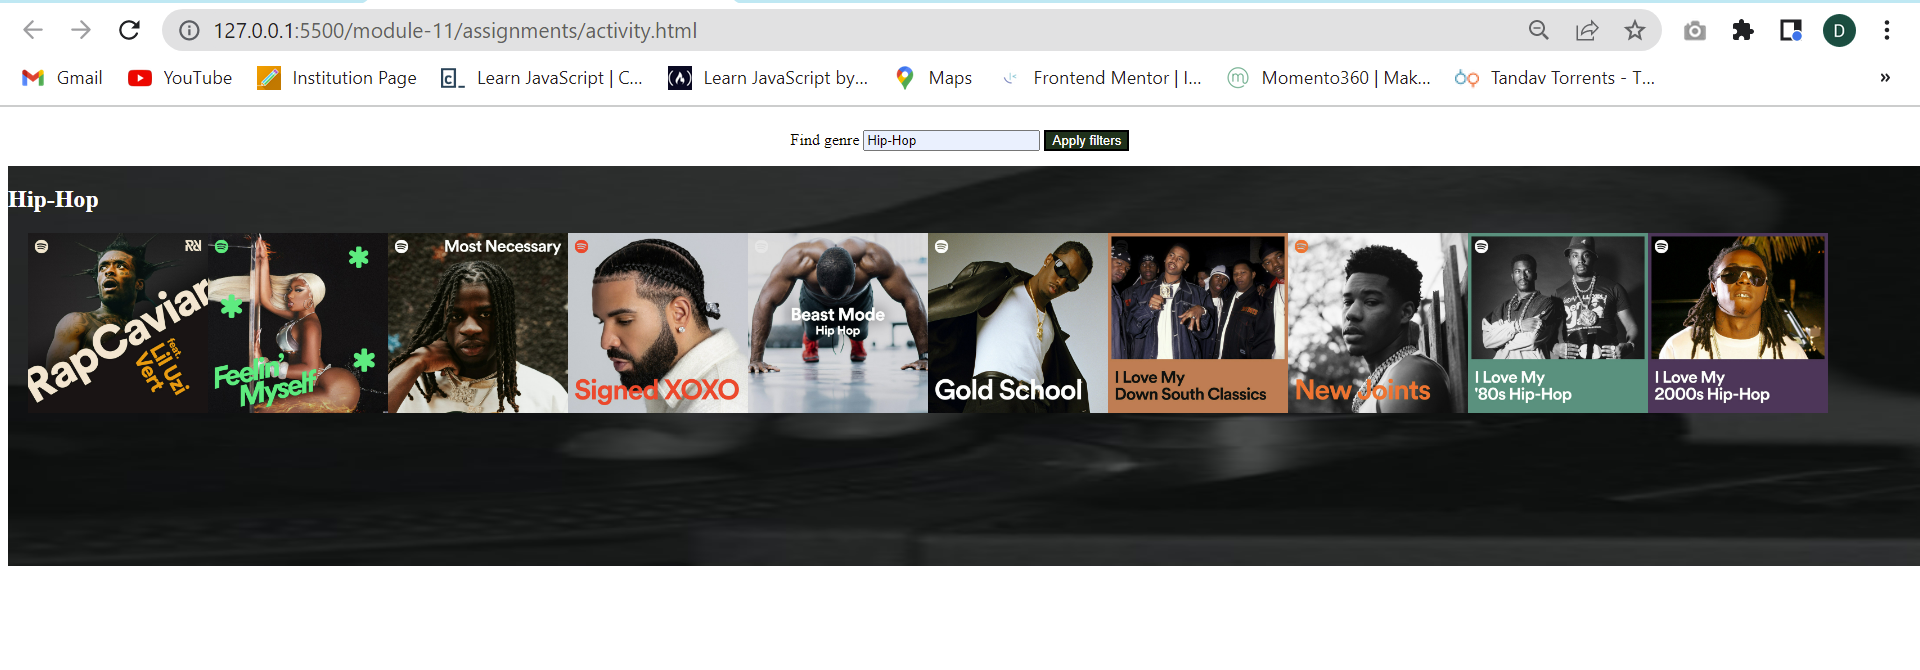 127.0.0.1:5500/module-11/assignments/activity.html
D
Gmail
YouTube
Institution Page
Learn JavaScript | C...
Learn JavaScript by...
Maps
Frontend Mentor | I...
Momento360 | Mak...
Tandav Torrents - T...
»
Find genre Hip-Hop Apply filters
Hip-Hop
RapCaviar
feat.
Lil Uzi
Vert
Feelin'
Myself
Most Necessary
Signed XOXO
Beast Mode
Hip Hop
Gold School
I Love My
Down South Classics
New Joints
I Love My
'80s Hip-Hop
I Love My
2000s Hip-Hop